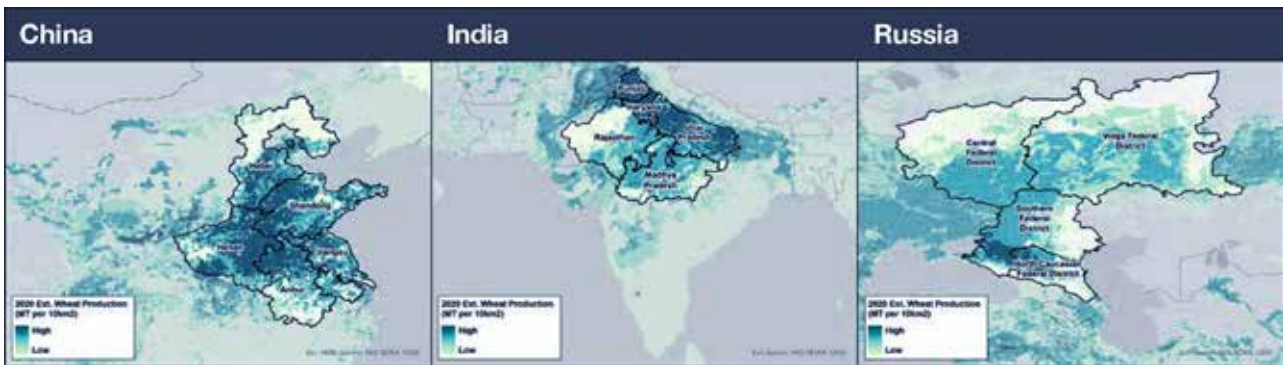 China
Hebei
Shandong
Henan
Jiangsu
Anhui
2020 Est. Wheat Production
(MT per 10km2)
High
Low
India
Punjab
Haryana
Uttar
Pradesh
Rajasthan
Madhya
Pradesh
2020 Est. Wheat Production
(MT per 10km2)
High
Low
Russia
Central
Federal
District
Volga Federal
District
Southern
Federal
District
North Caucasian
Federal District
2020 Est. Wheat Production
(MT per 10km2)
High
Low